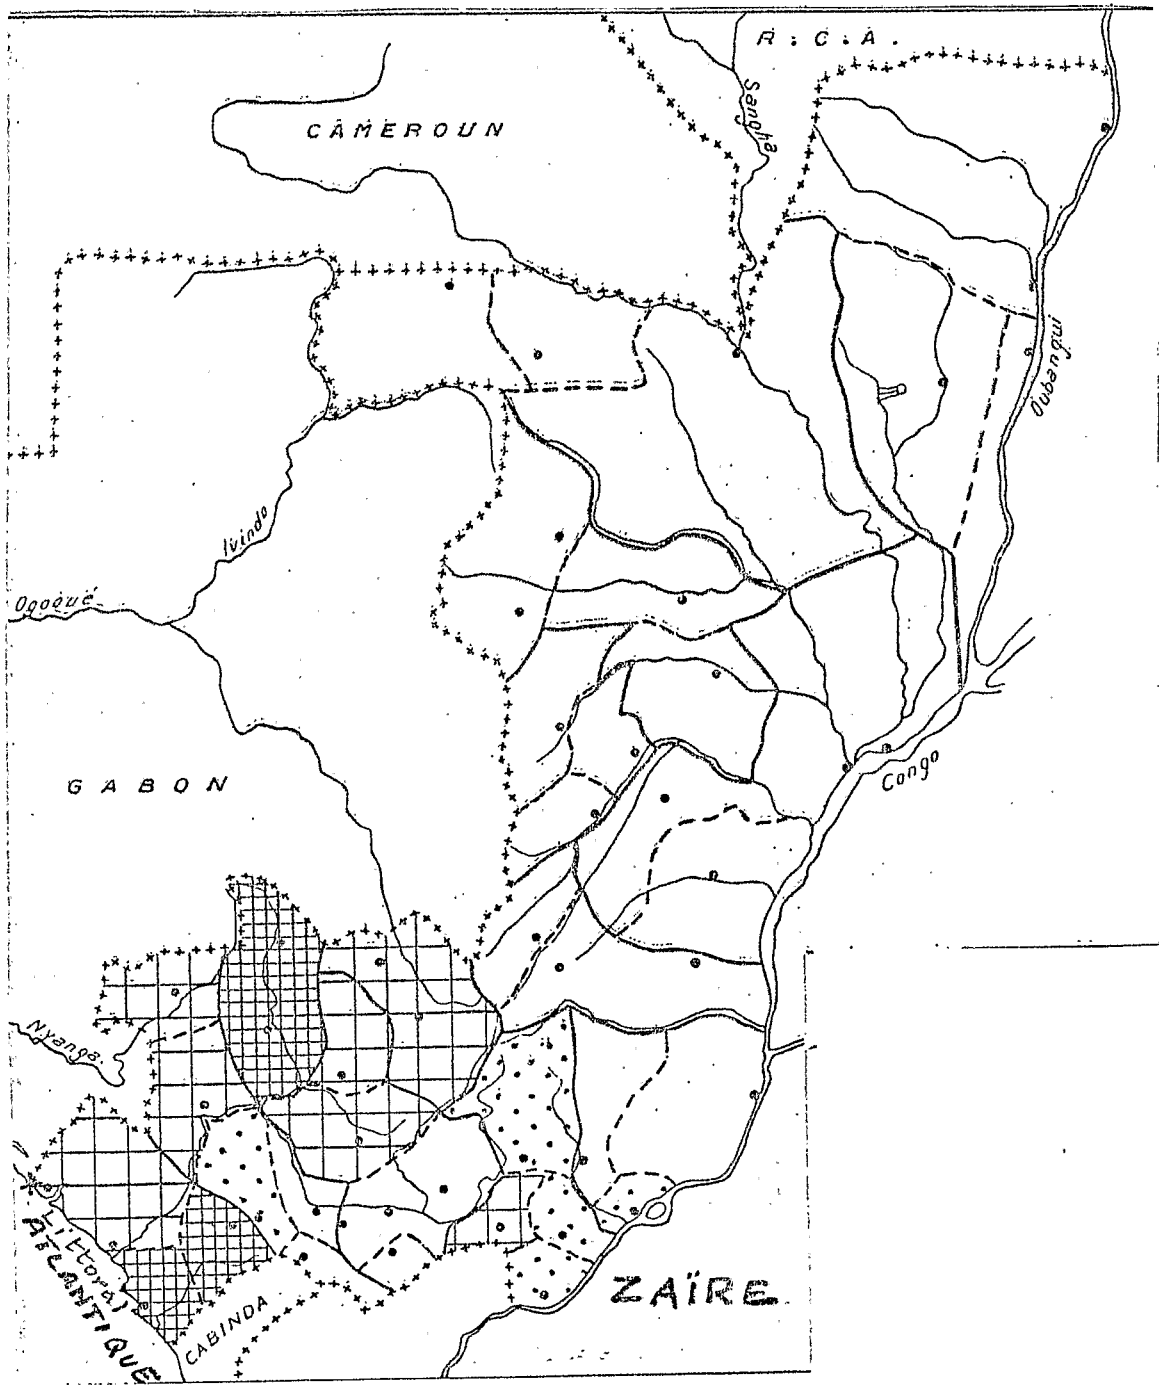 R.C.A.
CAMEROUN
Sangha
Oubangui
Ivindo
Ogooué
GABON
Congo
Nyanga
Littoral
ATLANTIQUE
CABINDA
ZAÏRE